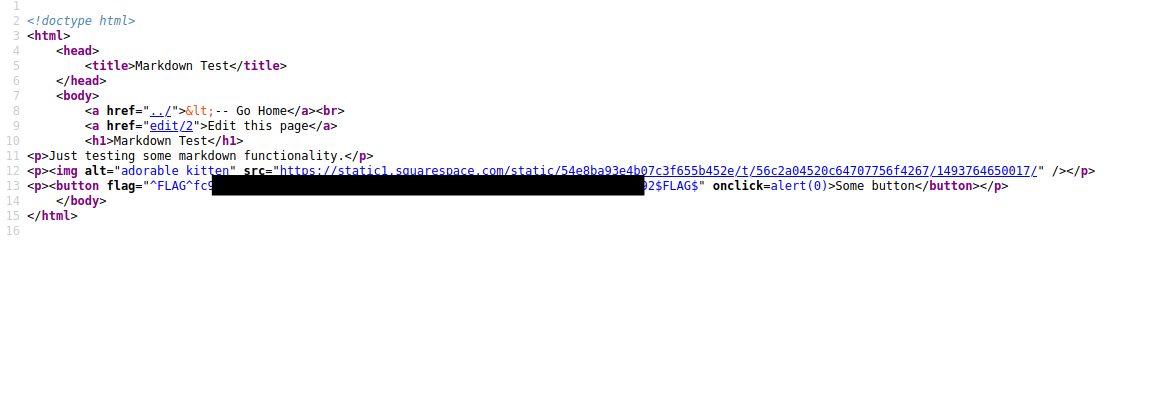 1
2 <!doctype html>
3 <html>
4 <head>
5 <title>Markdown Test</title>
6 </head>
7 <body>
8 <a href="../">&lt;-- Go Home</a><br>
9 <a href="edit/2">Edit this page</a>
10 <h1>Markdown Test</h1>
11 <p>Just testing some markdown functionality.</p>
12 <p><img alt="adorable kitten" src="https://static1.squarespace.com/static/54e8ba93e4b07c3f655b452e/t/56c2a04520c64707756f4267/1493764650017/" /></p>
13 <p><button flag="^FLAG^fc9 92$FLAG$" onclick=alert(0)>Some button</button></p>
14 </body>
15 </html>
16